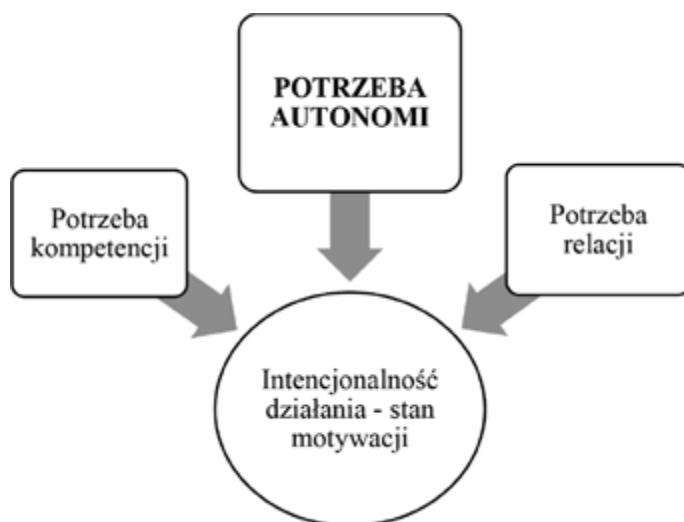 POTRZEBA
AUTONOMI
Potrzeba
kompetencji
Potrzeba
relacji
Intencjonalność
działania - stan
motywacji